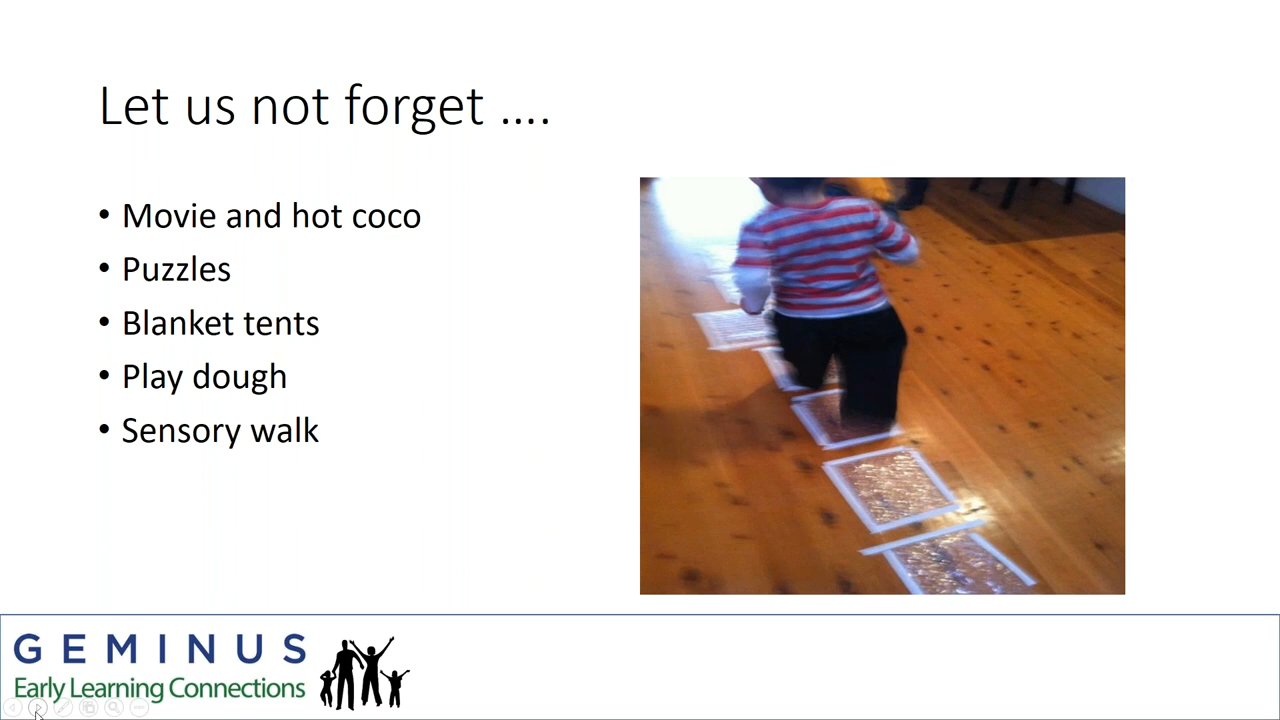 Let us not forget ....
• Movie and hot coco
• Puzzles
• Blanket tents
• Play dough
• Sensory walk
GEMINUS
Early Learning Connections